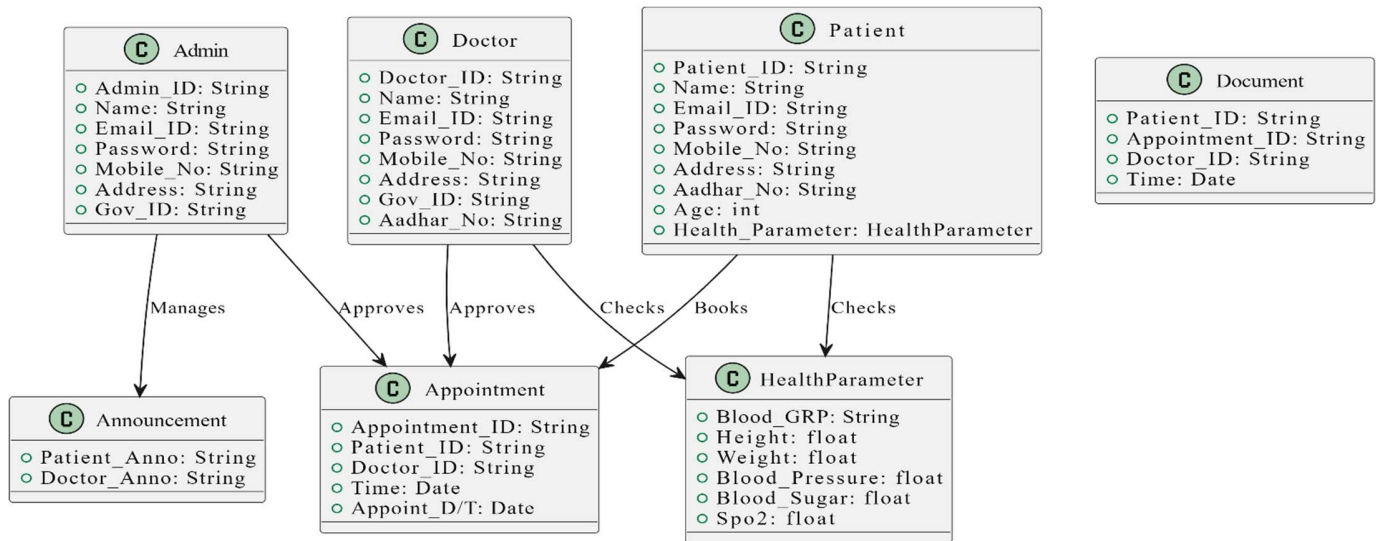 C Admin
Admin_ID: String
Name: String
Email_ID: String
Password: String
Mobile_No: String
Address: String
Gov_ID: String
C Doctor
Doctor_ID: String
Name: String
Email_ID: String
Password: String
Mobile_No: String
Address: String
Gov_ID: String
Aadhar_No: String
C Patient
Patient_ID: String
Name: String
Email_ID: String
Password: String
Mobile_No: String
Address: String
Aadhar_No: String
Age: int
Health_Parameter: HealthParameter
C Document
Patient_ID: String
Appointment_ID: String
Doctor_ID: String
Time: Date
Manages
Approves
Approves
Checks
Books
Checks
C Announcement
Patient_Anno: String
Doctor_Anno: String
C Appointment
Appointment_ID: String
Patient_ID: String
Doctor_ID: String
Time: Date
Appoint_D/T: Date
C HealthParameter
Blood_GRP: String
Height: float
Weight: float
Blood_Pressure: float
Blood_Sugar: float
Spo2: float